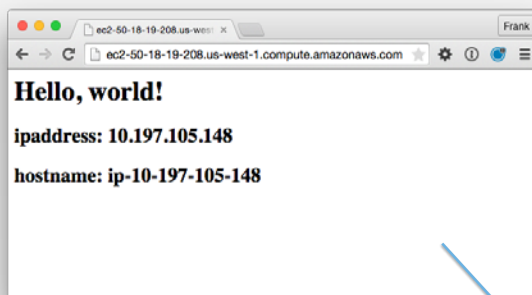 ec2-50-18-19-208.us-west
Frank
ec2-50-18-19-208.us-west-1.compute.amazonaws.com
Hello, world!
ipaddress: 10.197.105.148
hostname: ip-10-197-105-148